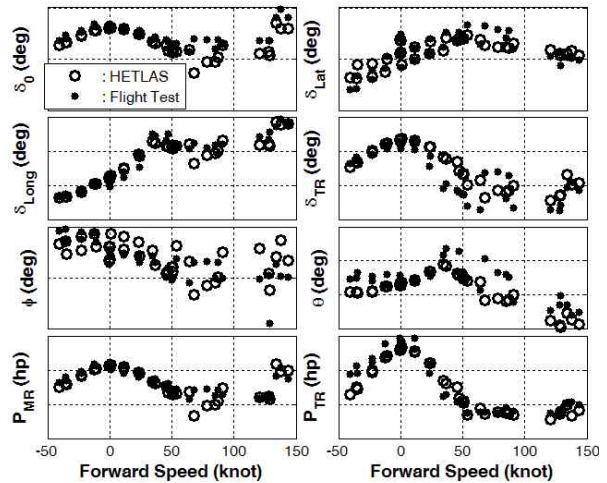 δ0 (deg)
: HETLAS
: Flight Test
δLat (deg)
δLong (deg)
δTR (deg)
ϕ (deg)
θ (deg)
PMR (hp)
PTR (hp)
-50 0 50 100 150
-50 0 50 100 150
Forward Speed (knot)
Forward Speed (knot)